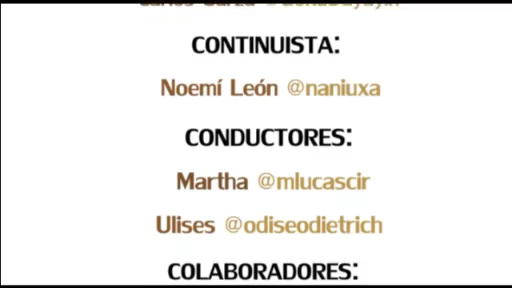 CONTINUISTA:
Noemí León @naniuxa
CONDUCTORES:
Martha @mlucascir
Ulises @odiseodietrich
COLABORADORES: